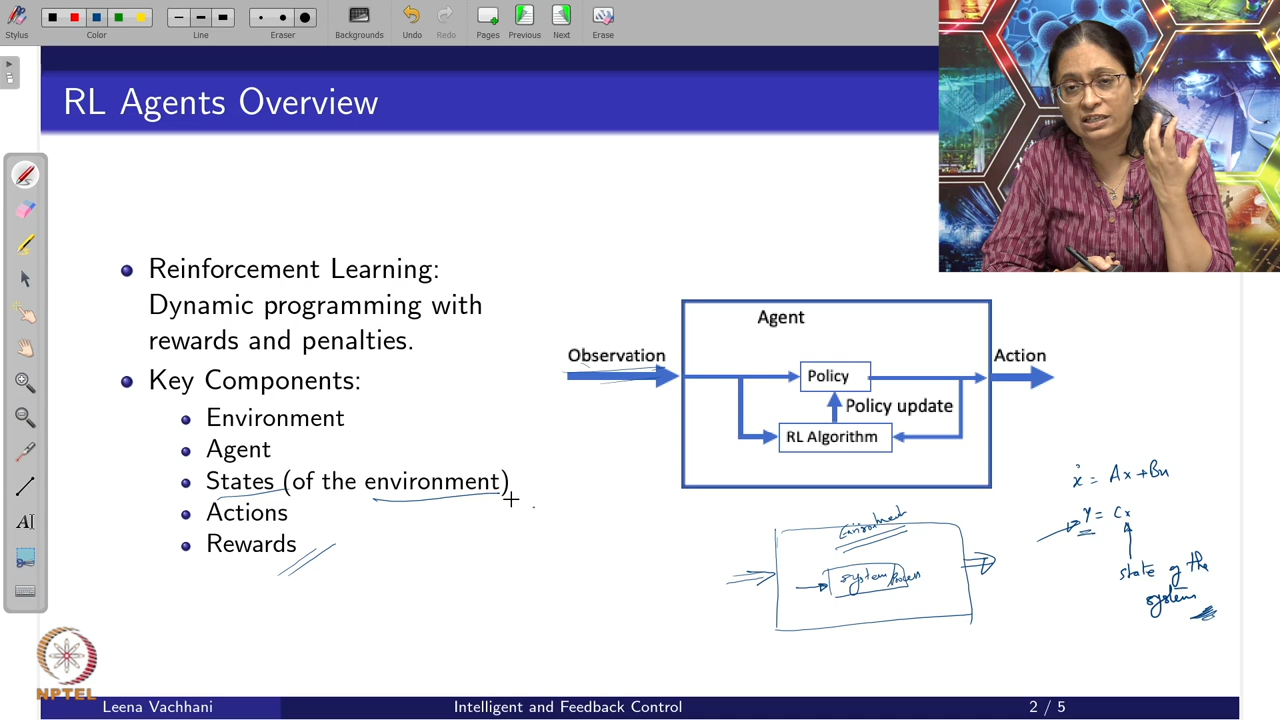 Stylus
Color
Line
Eraser
Backgrounds
Undo
Redo
Pages
Previous
Next
Erase
RL Agents Overview
Reinforcement Learning:
Dynamic programming with
rewards and penalties.
Key Components:
Environment
Agent
States (of the environment)
Actions
Rewards
Agent
Observation
Action
Policy
Policy update
RL Algorithm
ẋ = Ax + Bu
y = Cx
state of the
system
Environment
system/Process
NPTEL
Leena Vachhani
Intelligent and Feedback Control
2 / 5